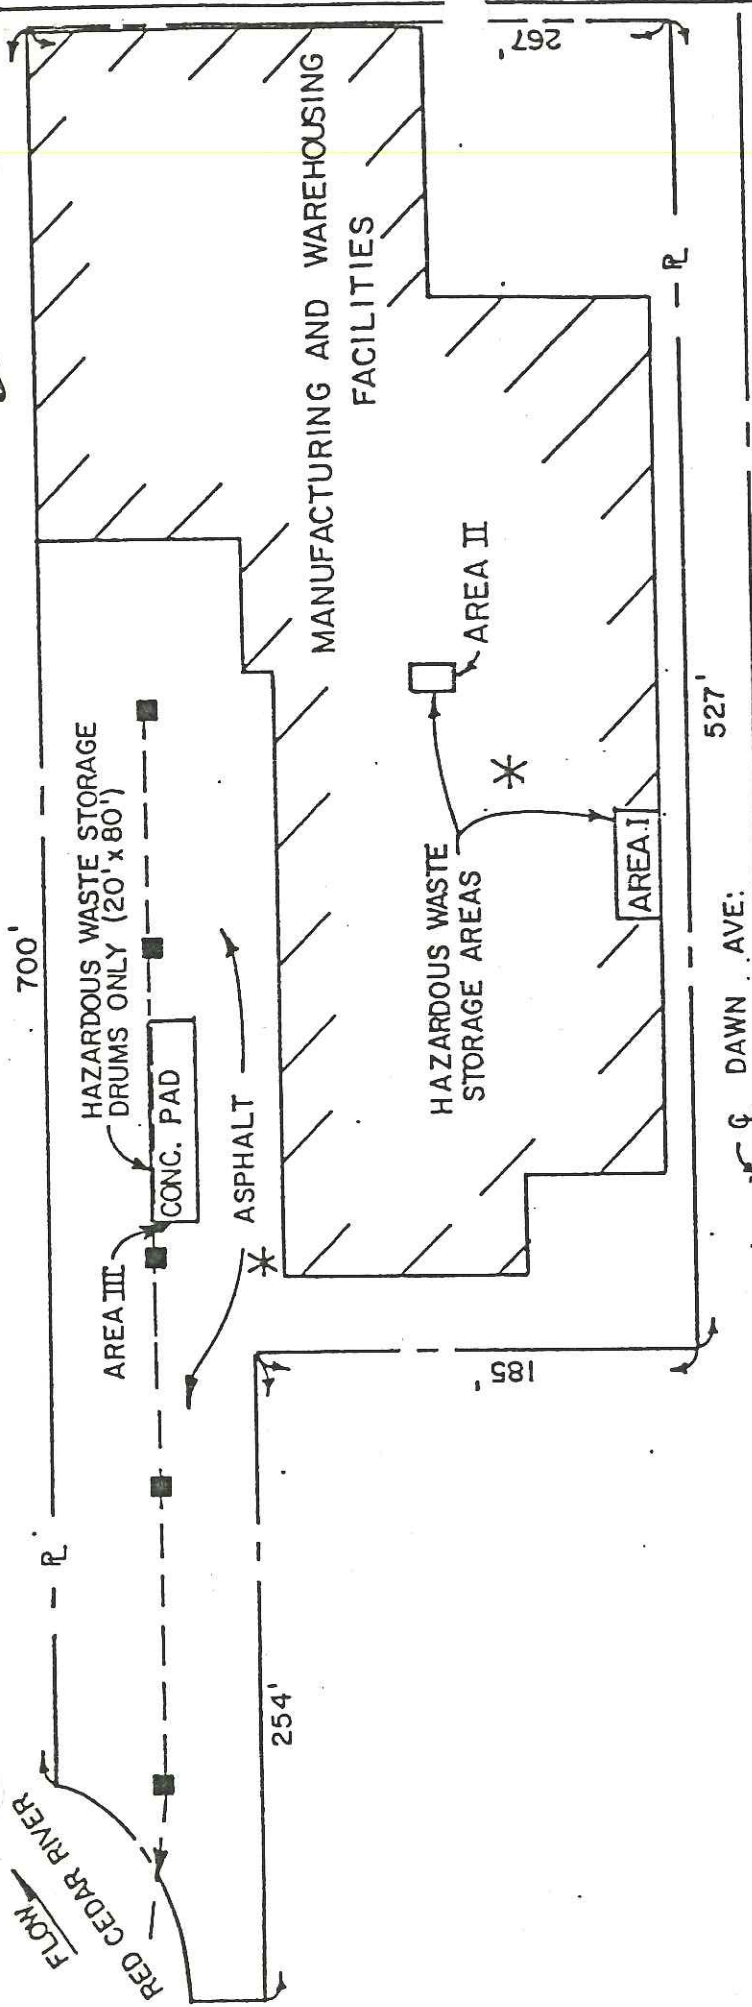 700'
267'
MANUFACTURING AND WAREHOUSING
FACILITIES
HAZARDOUS WASTE STORAGE
DRUMS ONLY (20'x80')
AREA III
CONC. PAD
ASPHALT
*
HAZARDOUS WASTE
STORAGE AREAS
*
AREA II
AREA I
℄ DAWN AVE:
527'
185'
254'
℄
℄
FLOW
RED CEDAR RIVER